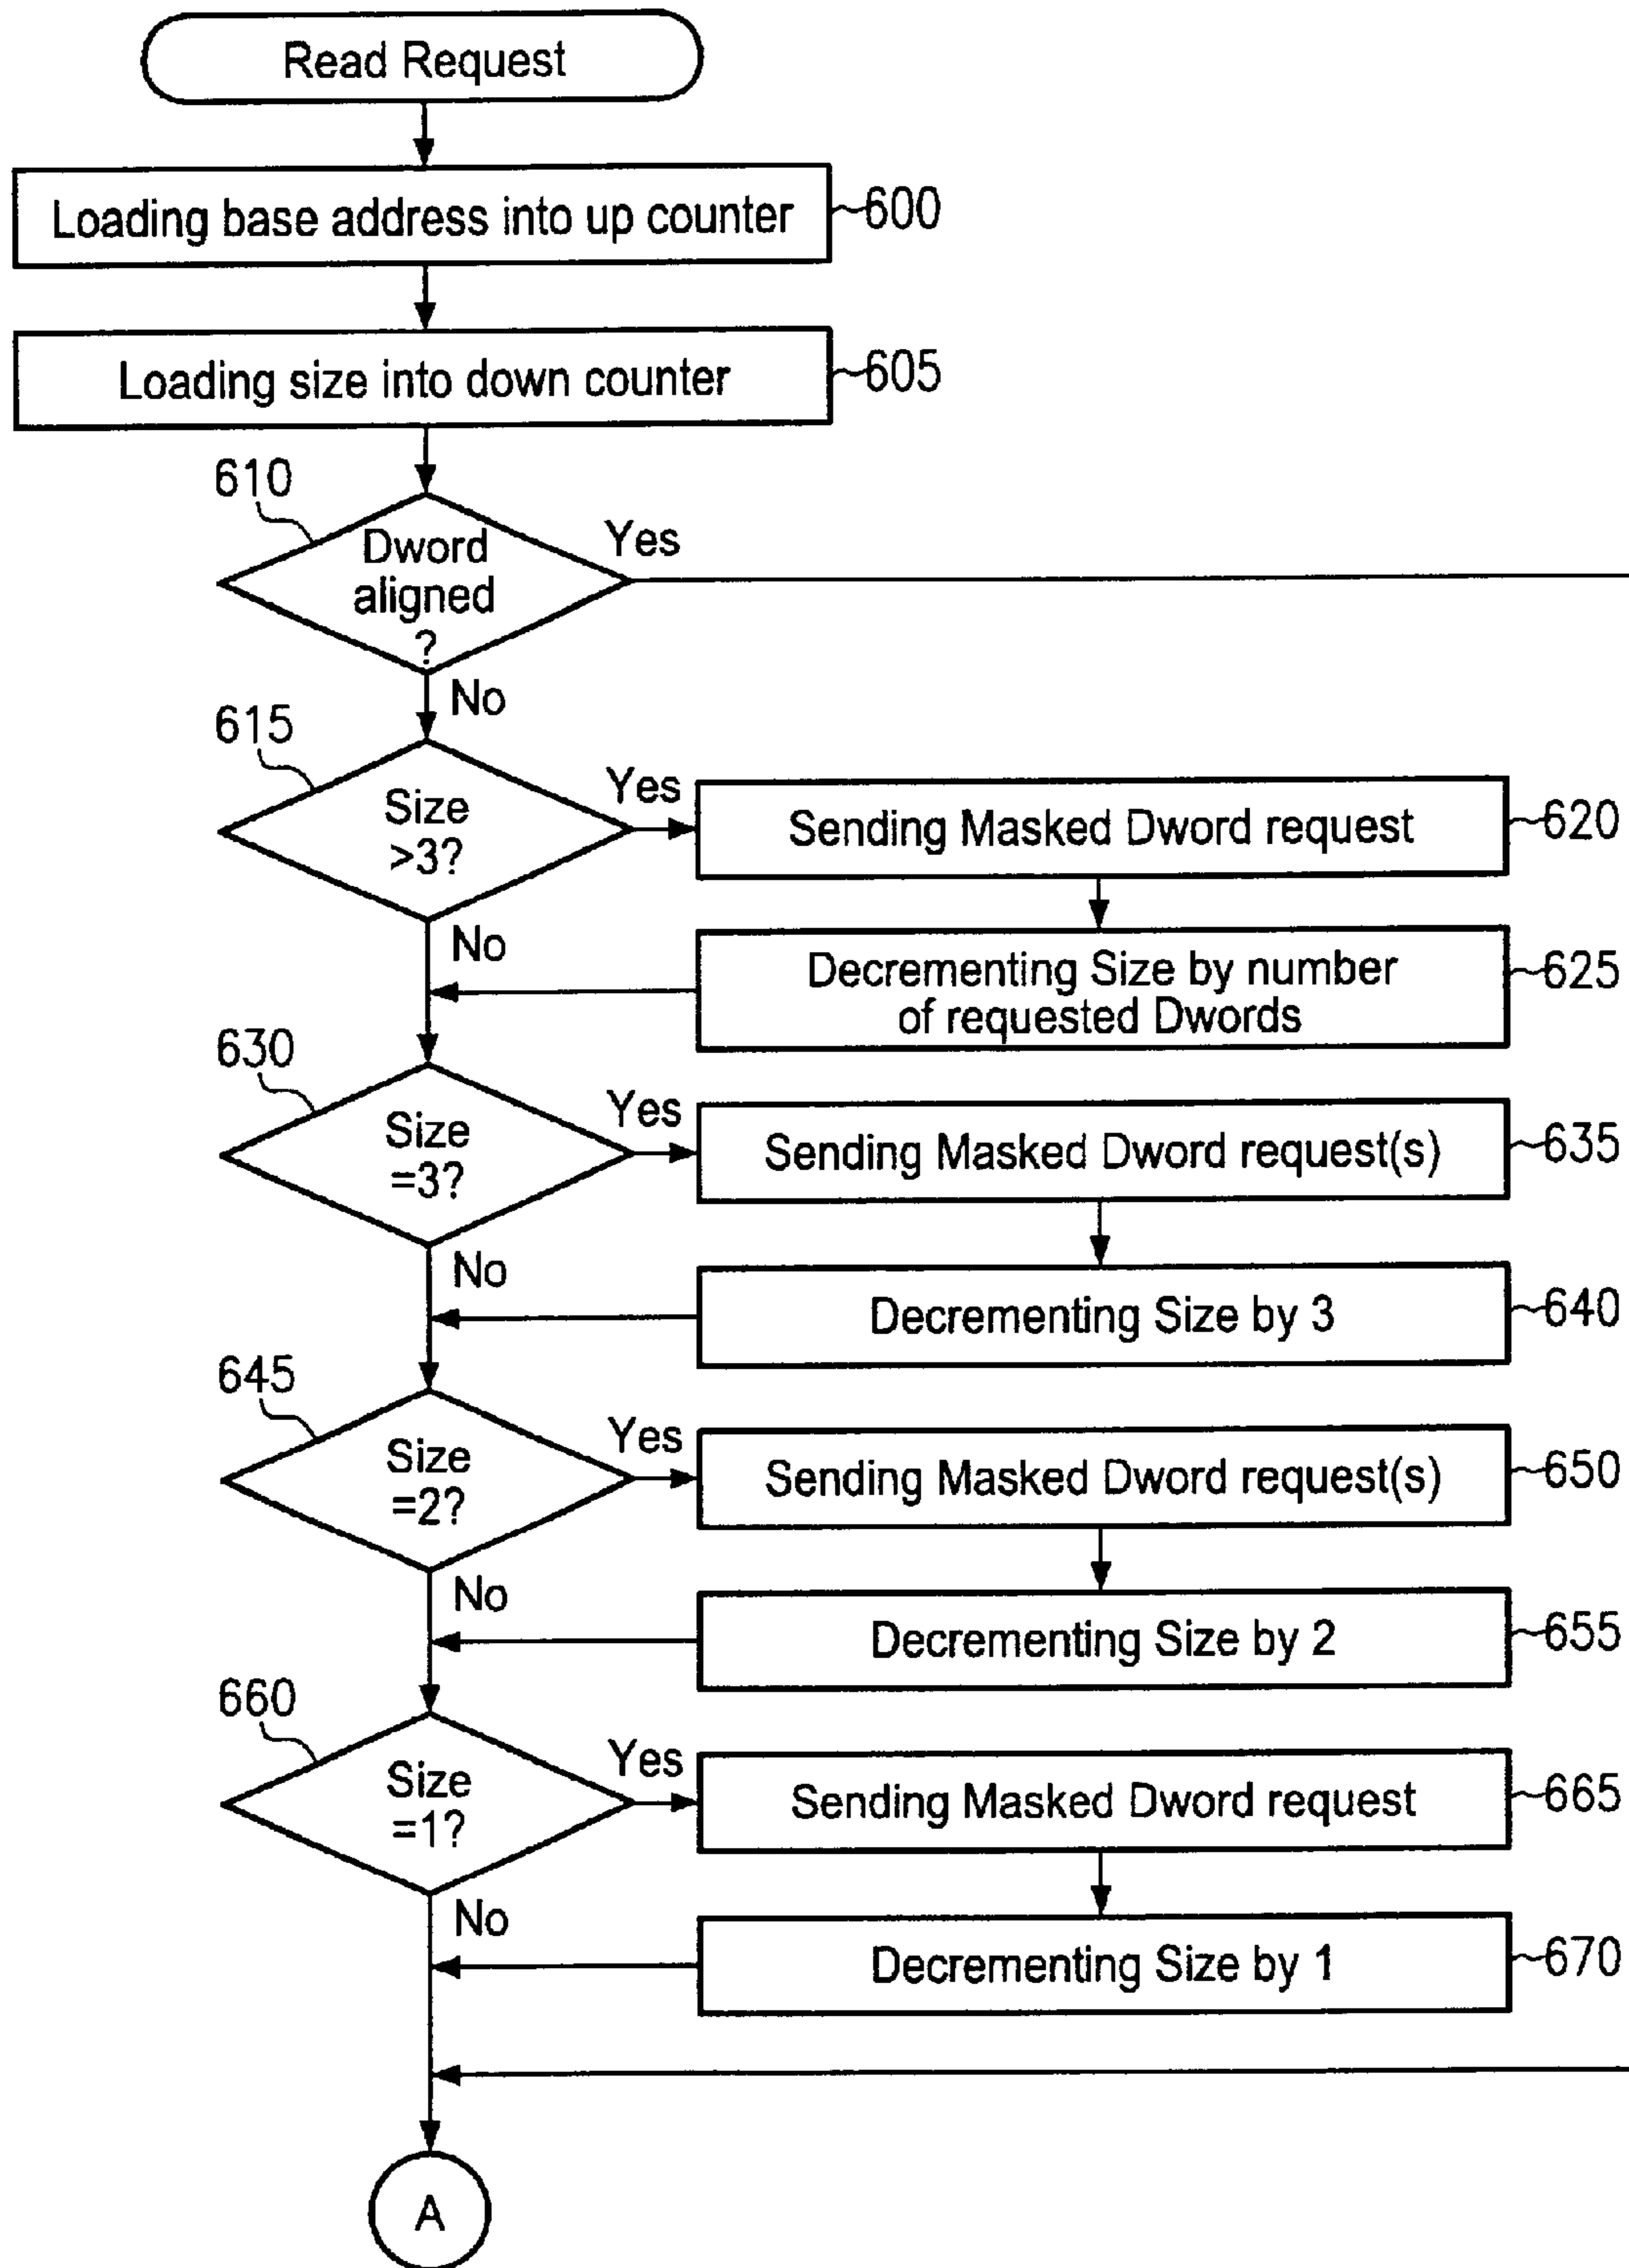 Read Request
Loading base address into up counter
600
Loading size into down counter
605
610
Dword
aligned
?
Yes
No
615
Size
>3?
Yes
Sending Masked Dword request
620
No
Decrementing Size by number
of requested Dwords
625
630
Size
=3?
Yes
Sending Masked Dword request(s)
635
No
Decrementing Size by 3
640
645
Size
=2?
Yes
Sending Masked Dword request(s)
650
No
Decrementing Size by 2
655
660
Size
=1?
Yes
Sending Masked Dword request
665
No
Decrementing Size by 1
670
A